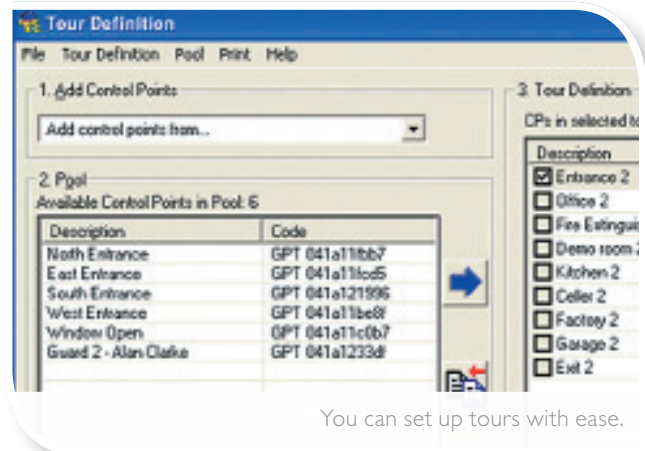 Tour Definition
File Tour Definition Pool Print Help
1. Add Control Points
Add control points from...
2. Pool
Available Control Points in Pool: 6
Description Code
North Entrance GPT 041a11fbb7
East Entrance GPT 041a11fcd5
South Entrance GPT 041a121996
West Entrance GPT 041a11be8f
Window Open GPT 041a11c0b7
Guard 2 - Alan Clarke GPT 041a1233df
3. Tour Definition
CPs in selected to
Description
Entrance 2
Office 2
Fire Extinguis
Demo room 2
Kitchen 2
Celler 2
Factory 2
Garage 2
Exit 2
You can set up tours with ease.